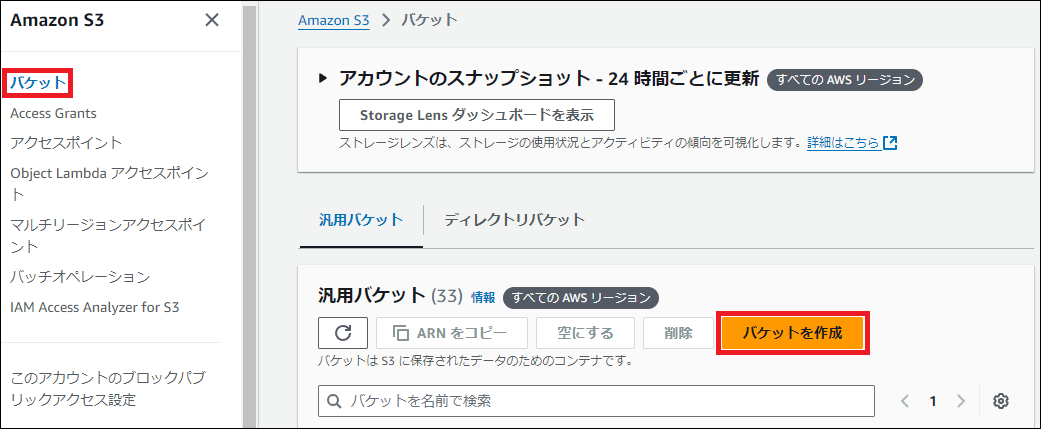 Amazon S3
バケット
Access Grants
アクセスポイント
Object Lambda アクセスポイン
ト
マルチリージョンアクセスポイ
ント
バッチオペレーション
IAM Access Analyzer for S3
このアカウントのブロックパブ
リックアクセス設定
Amazon S3 > バケット
アカウントのスナップショット - 24 時間ごとに更新 すべての AWS リージョン
Storage Lens ダッシュボードを表示
ストレージレンズは、ストレージの使用状況とアクティビティの傾向を可視化します。詳細はこちら
汎用バケット ディレクトリバケット
汎用バケット (33) 情報 すべての AWS リージョン
ARN をコピー 空にする 削除 バケットを作成
バケットは S3 に保存されたデータのためのコンテナです。
バケットを名前で検索 < 1 >